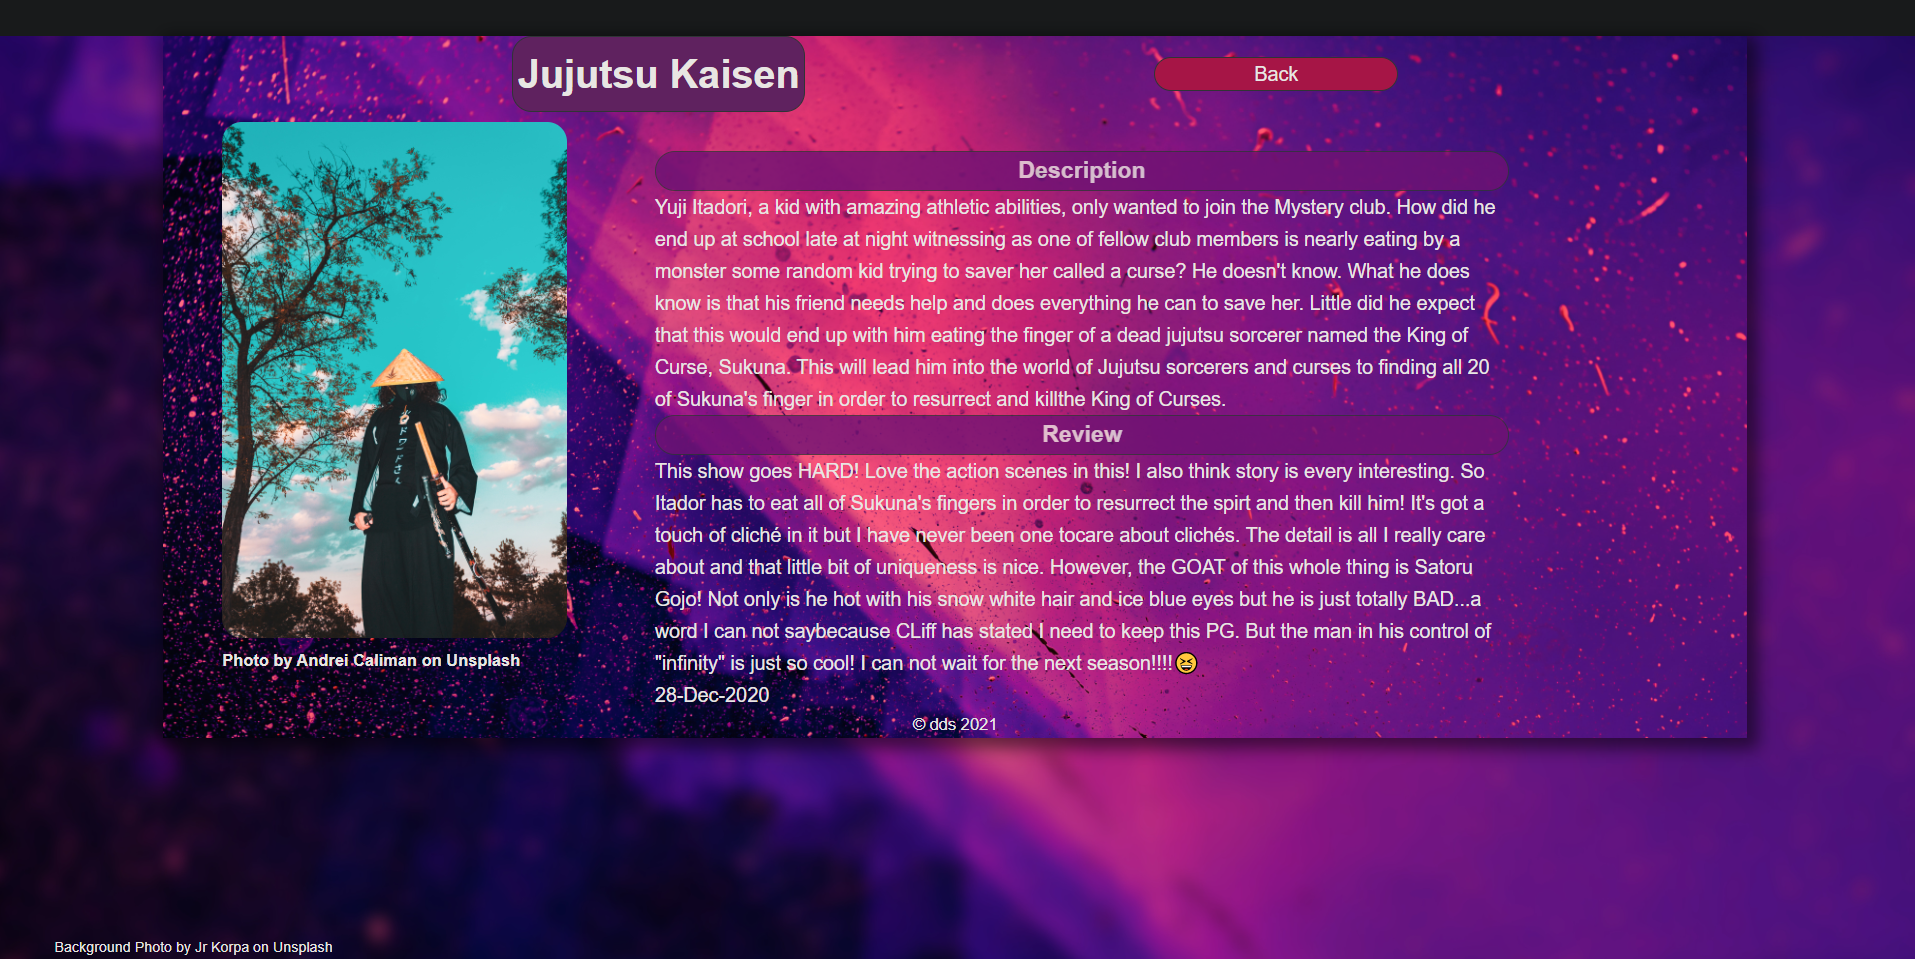 Jujutsu Kaisen
Back
Description
Yuji Itadori, a kid with amazing athletic abilities, only wanted to join the Mystery club. How did he
end up at school late at night witnessing as one of fellow club members is nearly eating by a
monster some random kid trying to saver her called a curse? He doesn't know. What he does
know is that his friend needs help and does everything he can to save her. Little did he expect
that this would end up with him eating the finger of a dead jujutsu sorcerer named the King of
Curse, Sukuna. This will lead him into the world of Jujutsu sorcerers and curses to finding all 20
of Sukuna's finger in order to resurrect and killthe King of Curses.
Review
This show goes HARD! Love the action scenes in this! I also think story is every interesting. So
Itador has to eat all of Sukuna's fingers in order to resurrect the spirt and then kill him! It's got a
touch of cliché in it but I have never been one tocare about clichés. The detail is all I really care
about and that little bit of uniqueness is nice. However, the GOAT of this whole thing is Satoru
Gojo! Not only is he hot with his snow white hair and ice blue eyes but he is just totally BAD...a
word I can not saybecause CLiff has stated I need to keep this PG. But the man in his control of
"infinity" is just so cool! I can not wait for the next season!!!!😆
28-Dec-2020
Photo by Andrei Caliman on Unsplash
© dds 2021
Background Photo by Jr Korpa on Unsplash